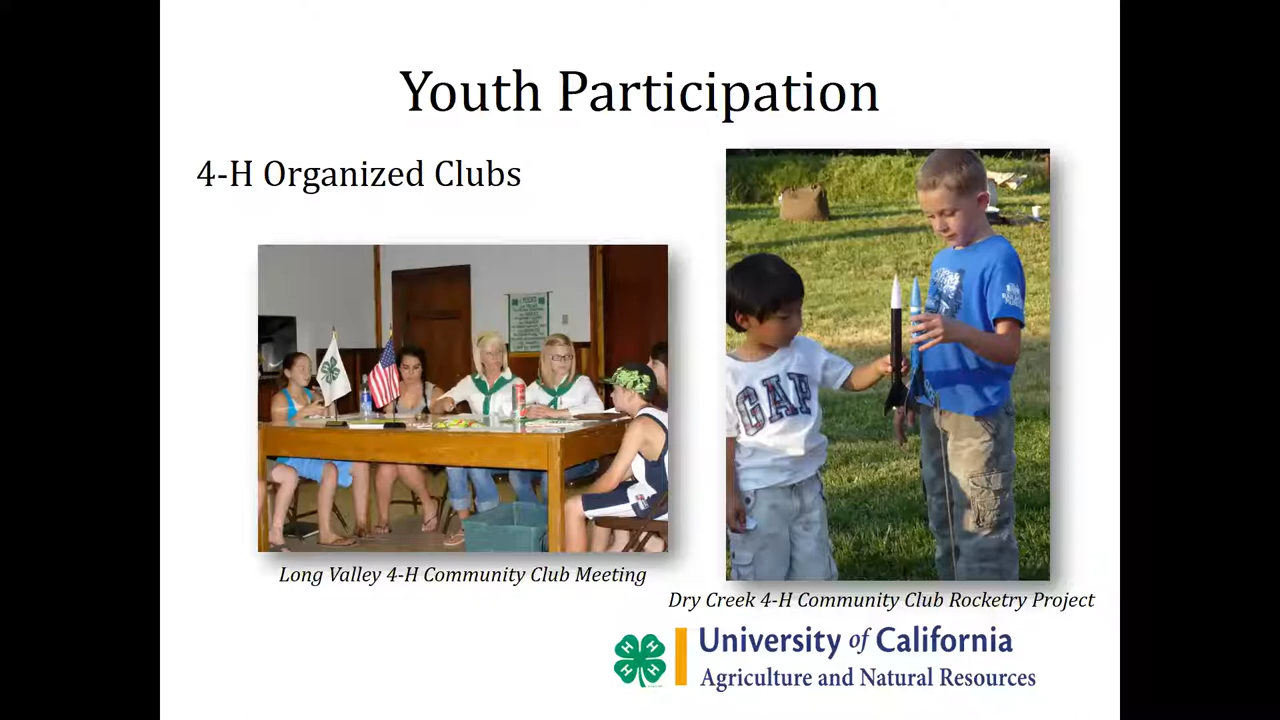 Youth Participation
4-H Organized Clubs
GAP
Long Valley 4-H Community Club Meeting
Dry Creek 4-H Community Club Rocketry Project
H H
H H
University of California
Agriculture and Natural Resources